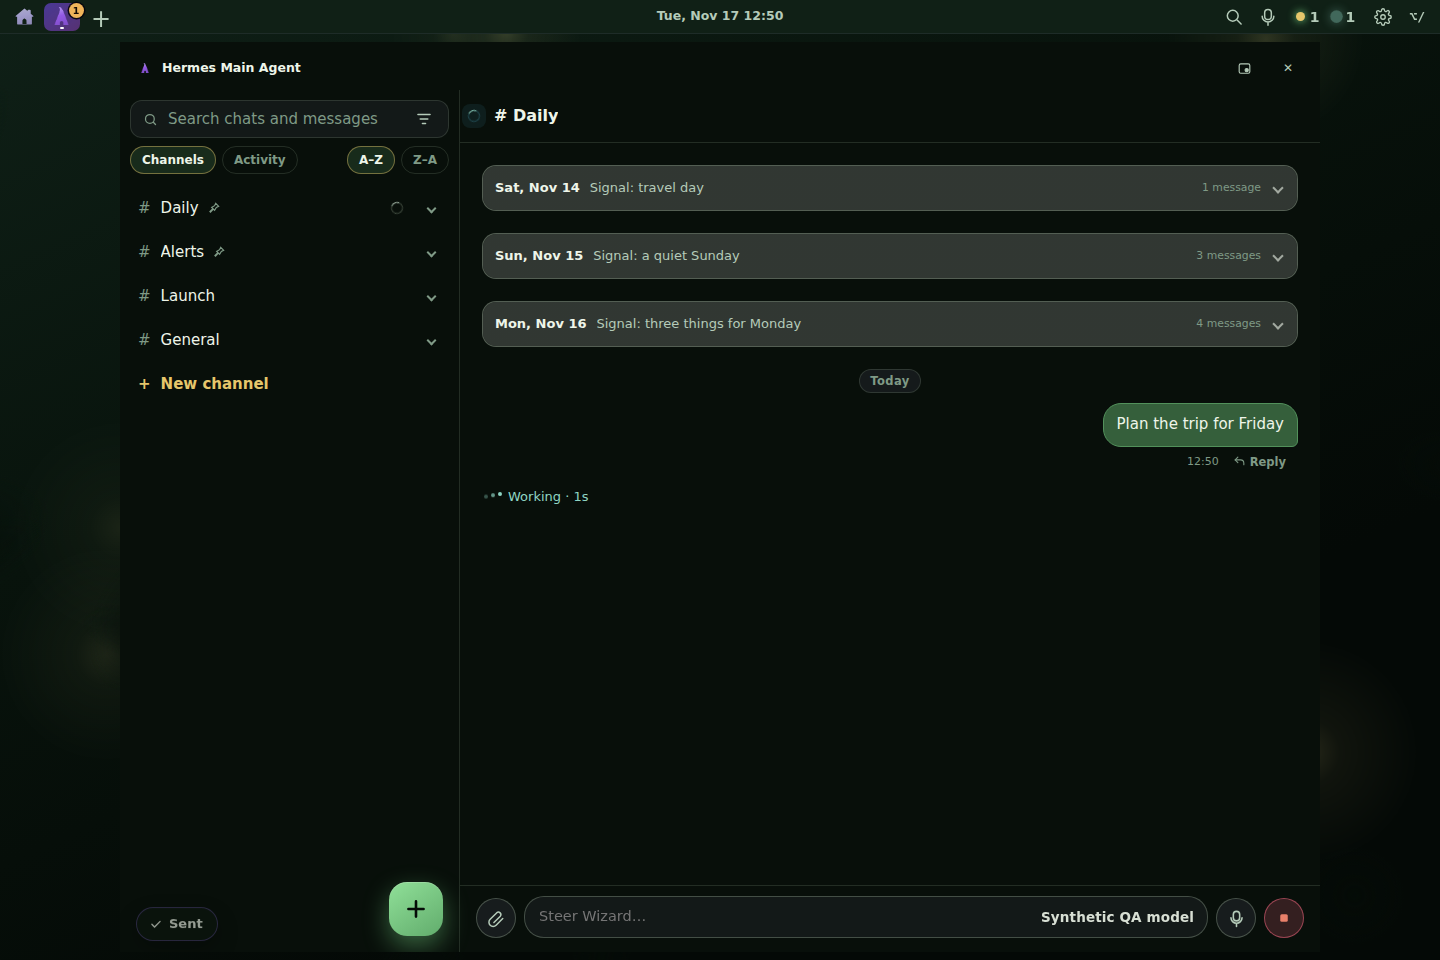 1
Tue, Nov 17 12:50
1
1
⌥/
Hermes Main Agent
Search chats and messages
Channels
Activity
A–Z
Z–A
# Daily
# Alerts
# Launch
# General
+ New channel
Sent
# Daily
Sat, Nov 14 Signal: travel day 1 message
Sun, Nov 15 Signal: a quiet Sunday 3 messages
Mon, Nov 16 Signal: three things for Monday 4 messages
Today
Plan the trip for Friday
12:50 Reply
Working · 1s
Steer Wizard… Synthetic QA model